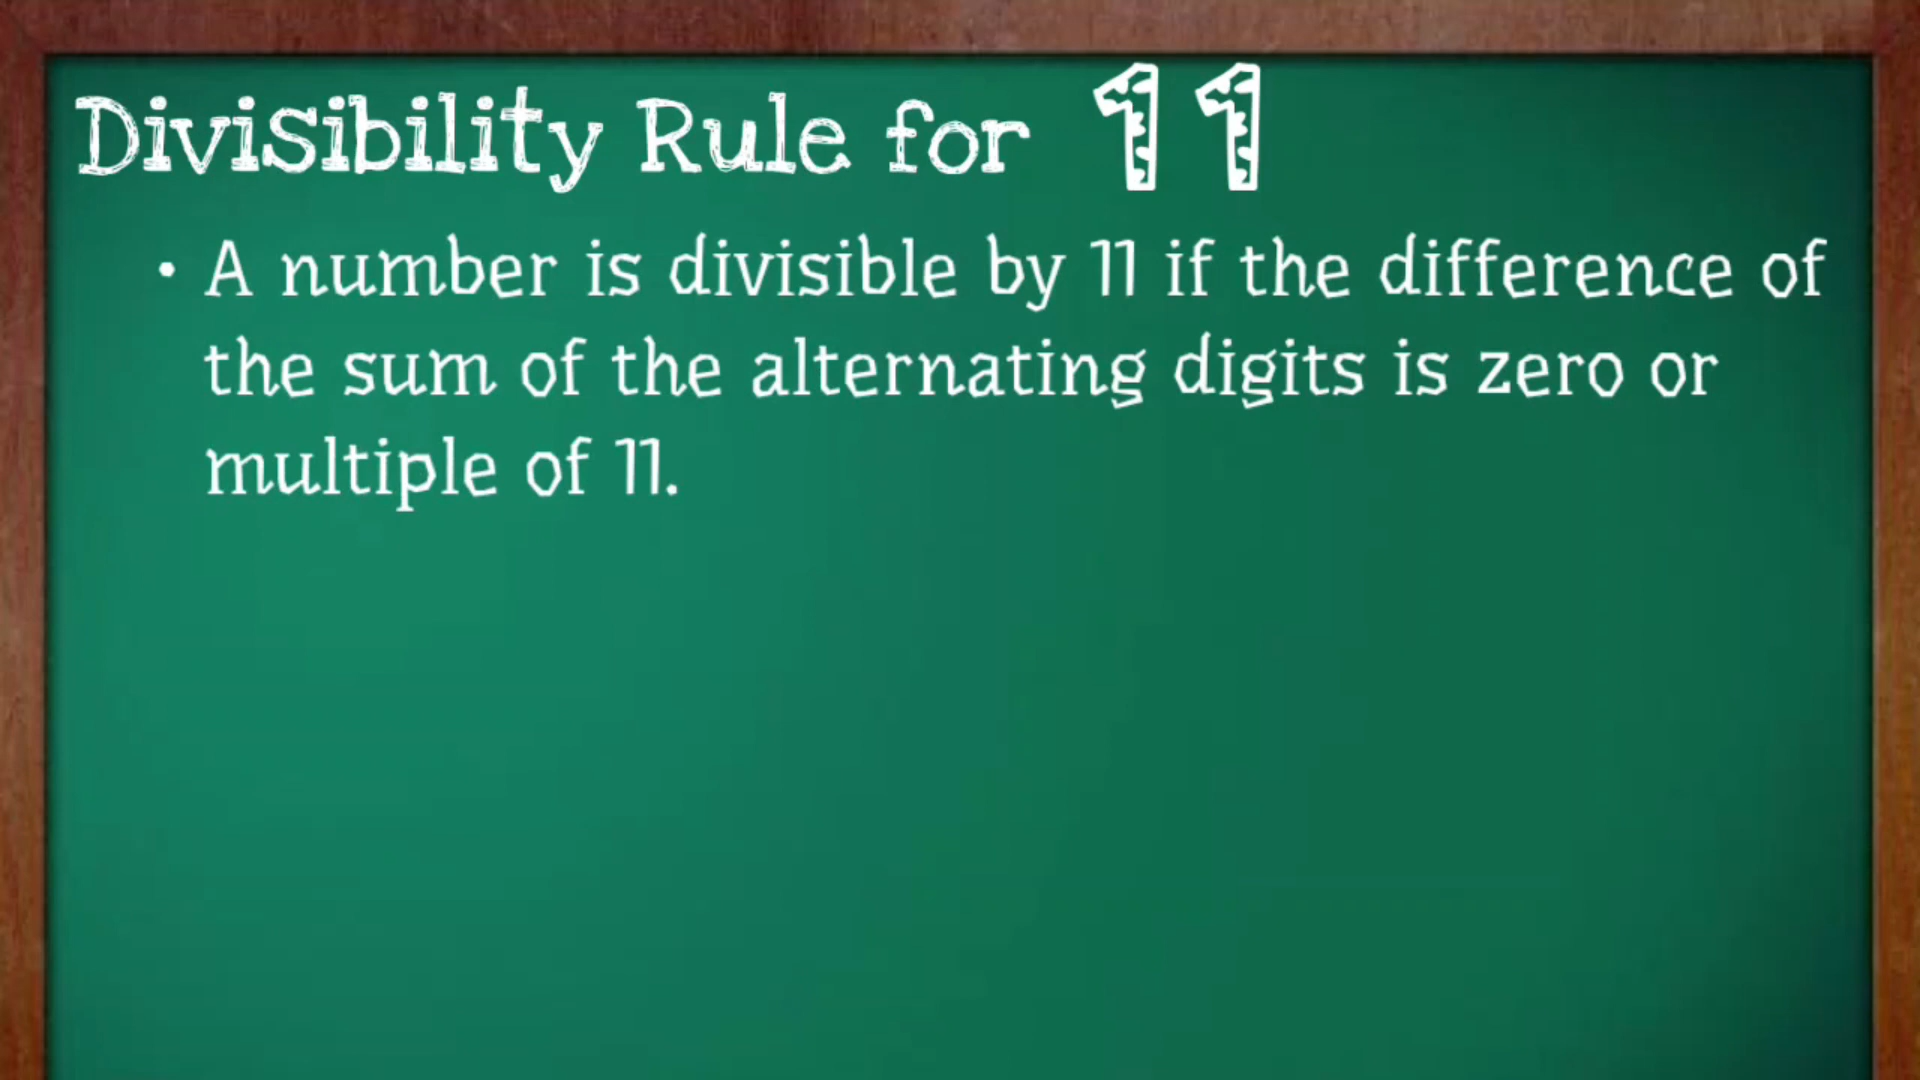 Divisibility Rule for 11
• A number is divisible by 11 if the difference of
the sum of the alternating digits is zero or
multiple of 11.